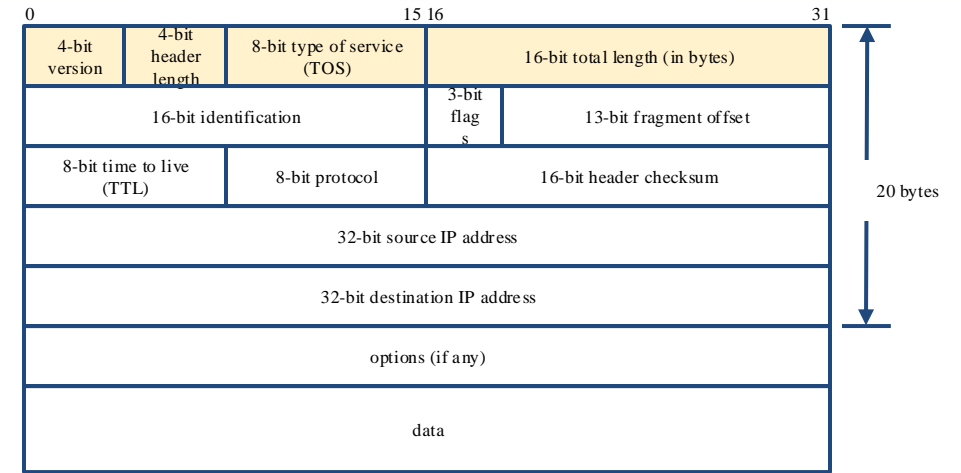 0
15 16
31
4-bit
version
4-bit
header
length
8-bit type of service
(TOS)
16-bit total length (in bytes)
16-bit identification
3-bit
flag
s
13-bit fragment offset
8-bit time to live
(TTL)
8-bit protocol
16-bit header checksum
20 bytes
32-bit source IP address
32-bit destination IP address
options (if any)
data